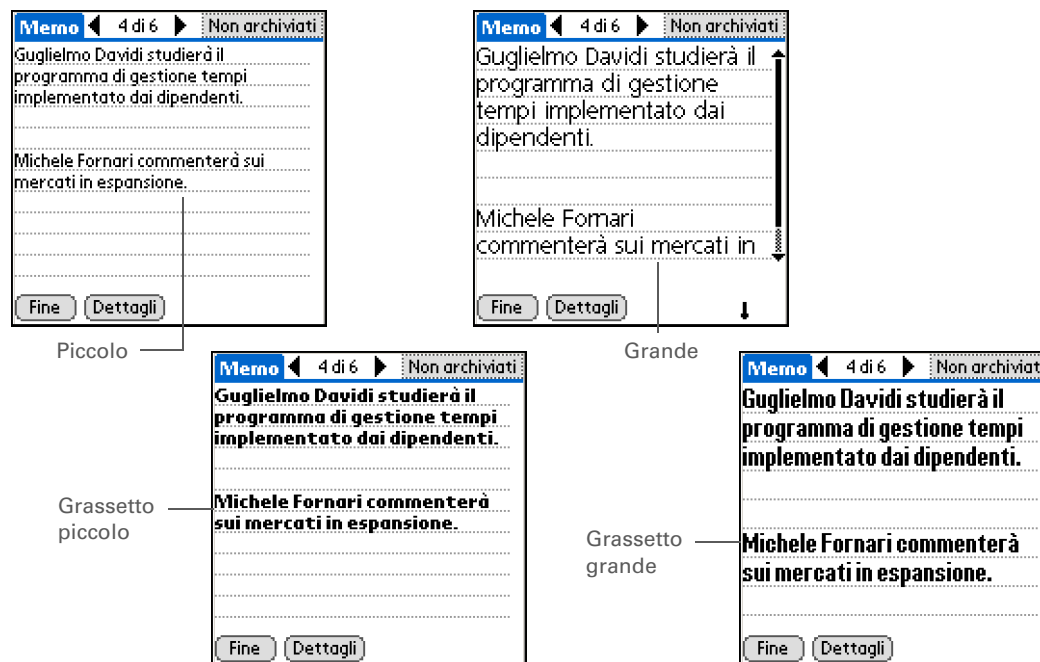 Memo 4 di 6 Non archiviati
Guglielmo Davidi studierà il
programma di gestione tempi
implementato dai dipendenti.
Michele Fornari commenterà sui
mercati in espansione.
Fine Dettagli
Piccolo
Memo 4 di 6 Non archiviati
Guglielmo Davidi studierà il
programma di gestione
tempi implementato dai
dipendenti.
Michele Fornari
commenterà sui mercati in
Fine Dettagli
Grande
Memo 4 di 6 Non archiviati
Guglielmo Davidi studierà il
programma di gestione tempi
implementato dai dipendenti.
Michele Fornari commenterà
sui mercati in espansione.
Fine Dettagli
Grassetto
piccolo
Memo 4 di 6 Non archiviat
Guglielmo Davidi studierà il
programma di gestione tempi
implementato dai dipendenti.
Michele Fornari commenterà
sui mercati in espansione.
Fine Dettagli
Grassetto
grande